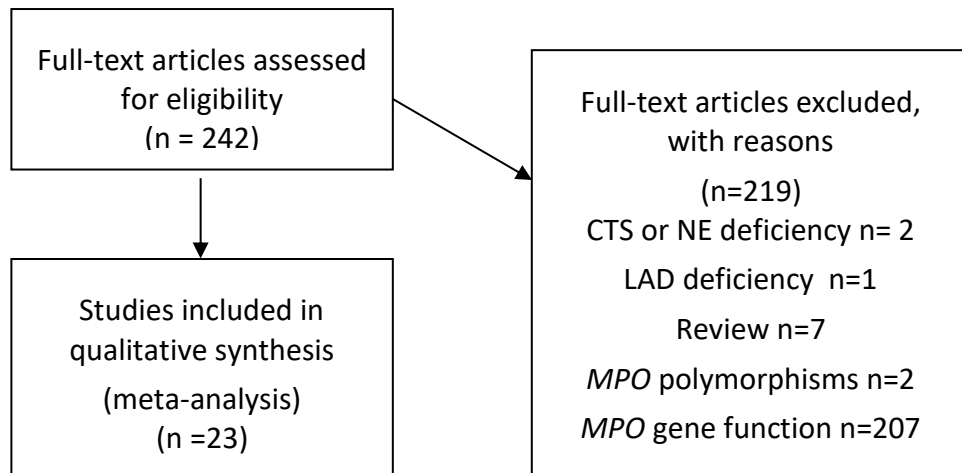 Full-text articles assessed
for eligibility
(n = 242)
Full-text articles excluded,
with reasons
(n=219)
CTS or NE deficiency n= 2
LAD deficiency n=1
Review n=7
MPO polymorphisms n=2
MPO gene function n=207
Studies included in
qualitative synthesis
(meta-analysis)
(n =23)